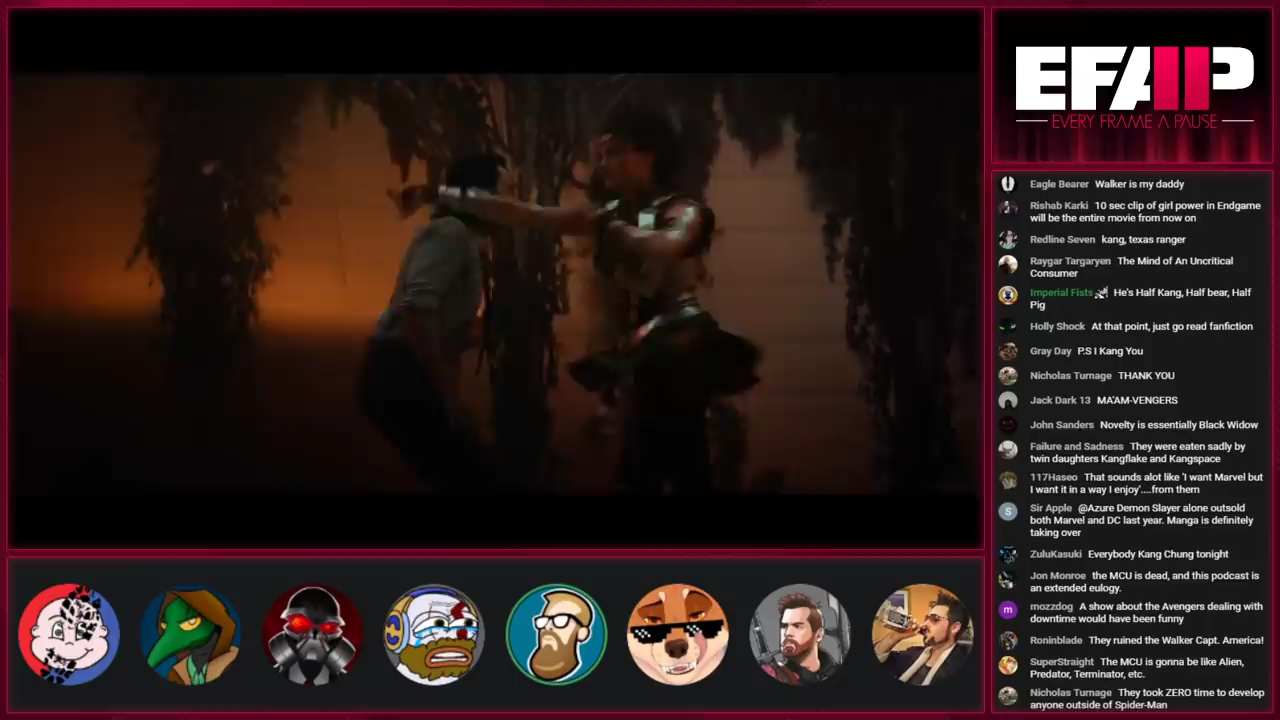 EFAP
EVERY FRAME A PAUSE
Eagle Bearer Walker is my daddy
Rishab Karki 10 sec clip of girl power in Endgame
will be the entire movie from now on
Redline Seven kang, texas ranger
Raygar Targaryen The Mind of An Uncritical
Consumer
Imperial Fists He's Half Kang, Half bear, Half
Pig
Holly Shock At that point, just go read fanfiction
Gray Day P.S I Kang You
Nicholas Turnage THANK YOU
Jack Dark 13 MA'AM-VENGERS
John Sanders Novelty is essentially Black Widow
Failure and Sadness They were eaten sadly by
twin daughters Kangflake and Kangspace
117Haseo That sounds alot like 'I want Marvel but
I want it in a way I enjoy'....from them
S
Sir Apple @Azure Demon Slayer alone outsold
both Marvel and DC last year. Manga is definitely
taking over
ZuluKasuki Everybody Kang Chung tonight
Jon Monroe the MCU is dead, and this podcast is
an extended eulogy.
m
mozzdog A show about the Avengers dealing with
downtime would have been funny
Roninblade They ruined the Walker Capt. America!
SuperStraight The MCU is gonna be like Alien,
Predator, Terminator, etc.
Nicholas Turnage They took ZERO time to develop
anyone outside of Spider-Man